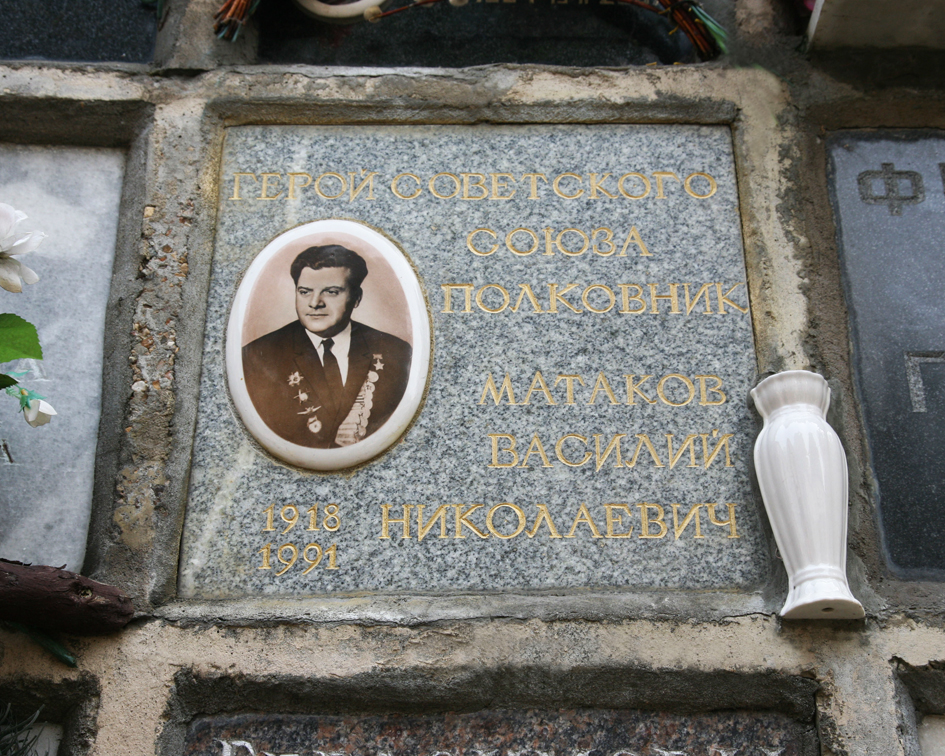 ГЕРОЙ СОВЕТСКОГО
СОЮЗА
ПОЛКОВНИК
МАТАКОВ
ВАСИЛИЙ
НИКОЛАЕВИЧ
1918
1991